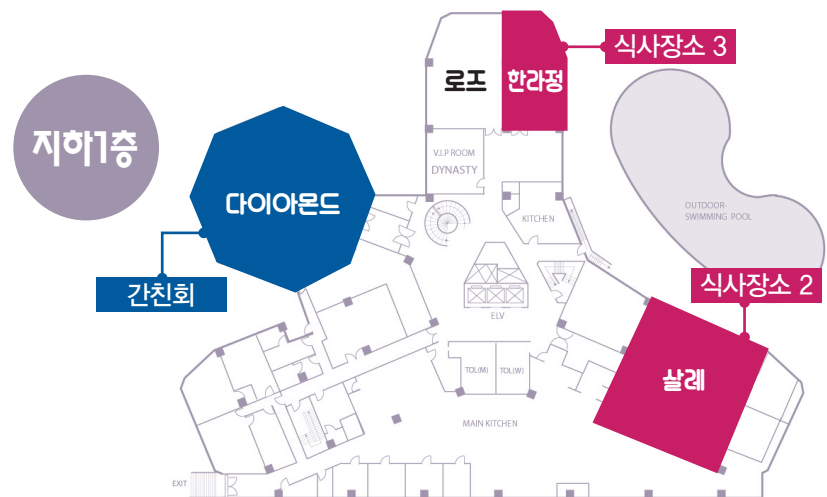 식사장소 3
로즈
한라정
지하1층
V.I.P ROOM
DYNASTY
다이아몬드
KITCHEN
OUTDOOR-
SWIMMING POOL
간친회
식사장소 2
ELV
TOL(M)
TOL(W)
살레
MAIN KITCHEN
EXIT